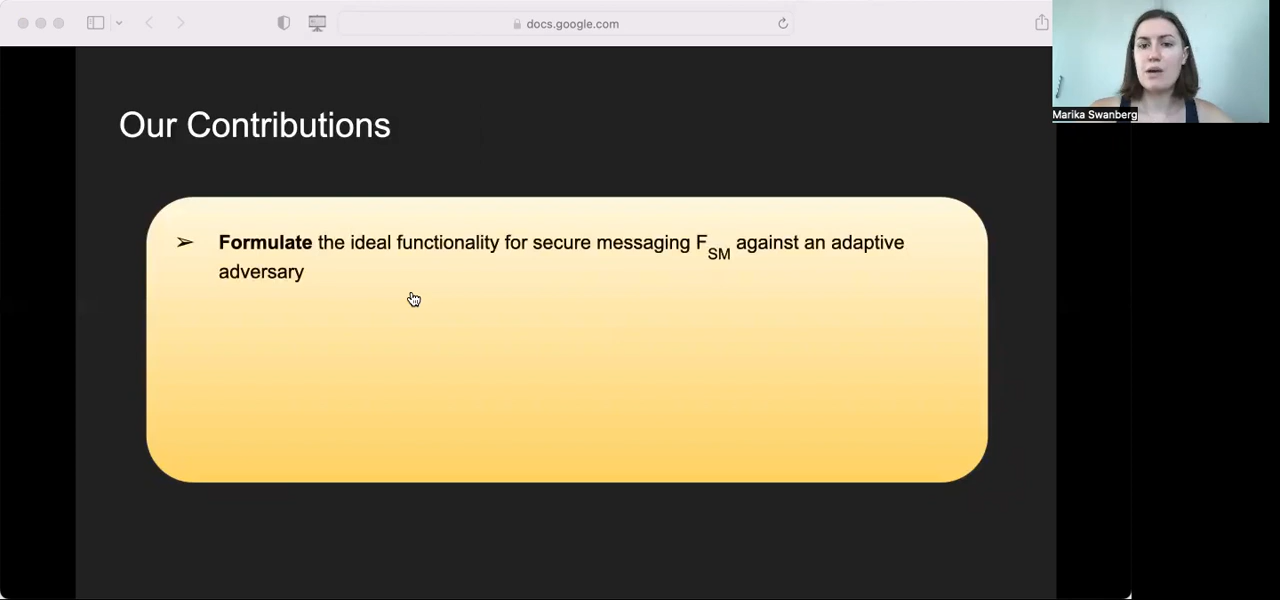 docs.google.com
Marika Swanberg
Our Contributions
➢ Formulate the ideal functionality for secure messaging F_SM against an adaptive
adversary